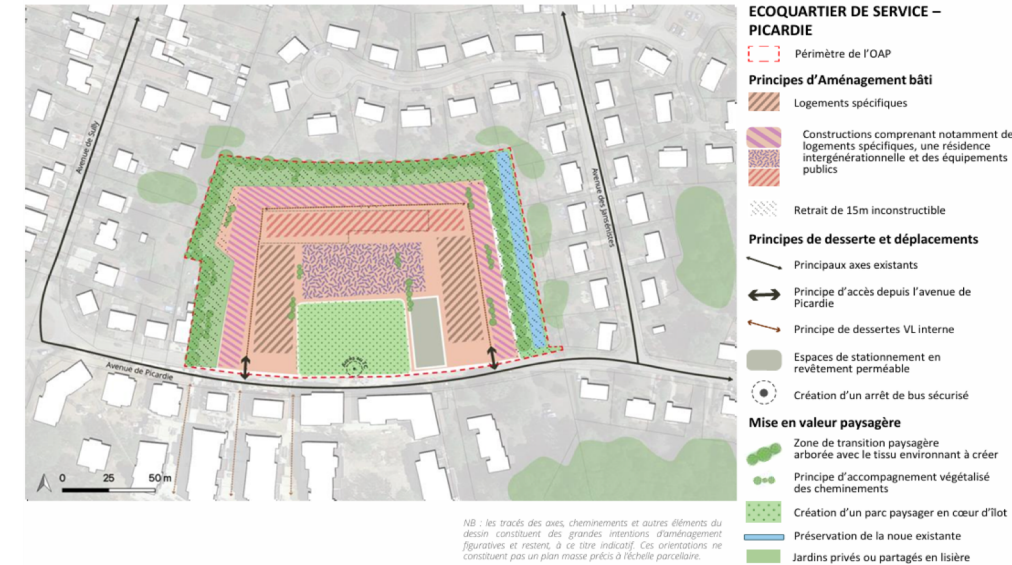 ECOQUARTIER DE SERVICE –
PICARDIE
Périmètre de l’OAP
Principes d’Aménagement bâti
Logements spécifiques
Constructions comprenant notamment de
logements spécifiques, une résidence
intergénérationnelle et des équipements
publics
Retrait de 15m inconstructible
Principes de desserte et déplacements
Principaux axes existants
Principe d’accès depuis l’avenue de
Picardie
Principe de dessertes VL interne
Espaces de stationnement en
revêtement perméable
Création d’un arrêt de bus sécurisé
Mise en valeur paysagère
Zone de transition paysagère
arborée avec le tissu environnant à créer
Principe d’accompagnement végétalisé
des cheminements
Création d’un parc paysager en cœur d’îlot
Préservation de la noue existante
Jardins privés ou partagés en lisière
Avenue de Sully
Avenue des Jansénistes
Avenue de Picardie
0 25 50 m
NB : les tracés des axes, cheminements et autres éléments du
dessin constituent des grandes intentions d’aménagement
figuratives et restent, à ce titre indicatif. Ces orientations ne
constituent pas un plan masse précis à l’échelle parcellaire.